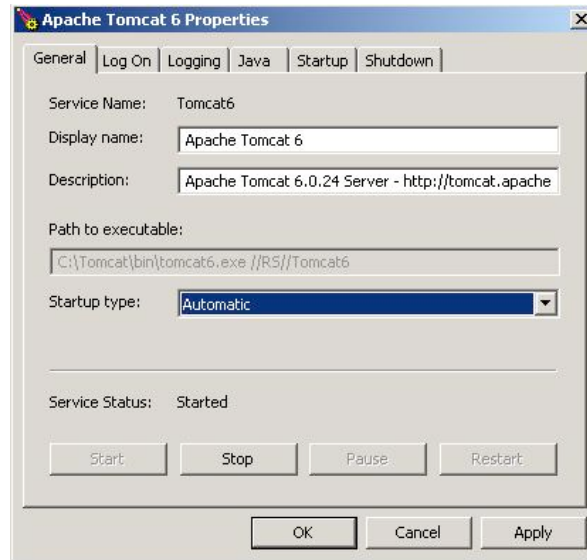 Apache Tomcat 6 Properties
General Log On Logging Java Startup Shutdown
Service Name: Tomcat6
Display name: Apache Tomcat 6
Description: Apache Tomcat 6.0.24 Server - http://tomcat.apache
Path to executable:
C:\Tomcat\bin\tomcat6.exe //RS//Tomcat6
Startup type: Automatic
Service Status: Started
Start Stop Pause Restart
OK Cancel Apply